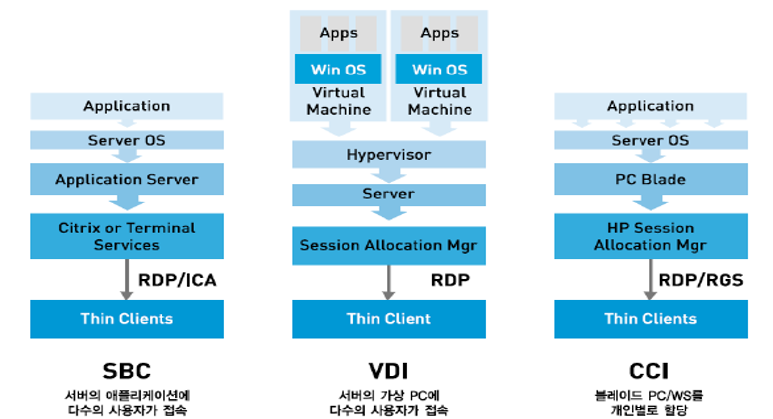 Application
Server OS
Application Server
Citrix or Terminal
Services
RDP/ICA
Thin Clients
SBC
서버의 애플리케이션에
다수의 사용자가 접속
Apps
Apps
Win OS
Win OS
Virtual
Machine
Virtual
Machine
Hypervisor
Server
Session Allocation Mgr
RDP
Thin Client
VDI
서버의 가상 PC에
다수의 사용자가 접속
Application
Server OS
PC Blade
HP Session
Allocation Mgr
RDP/RGS
Thin Clients
CCI
블레이드 PC/WS를
개인별로 할당